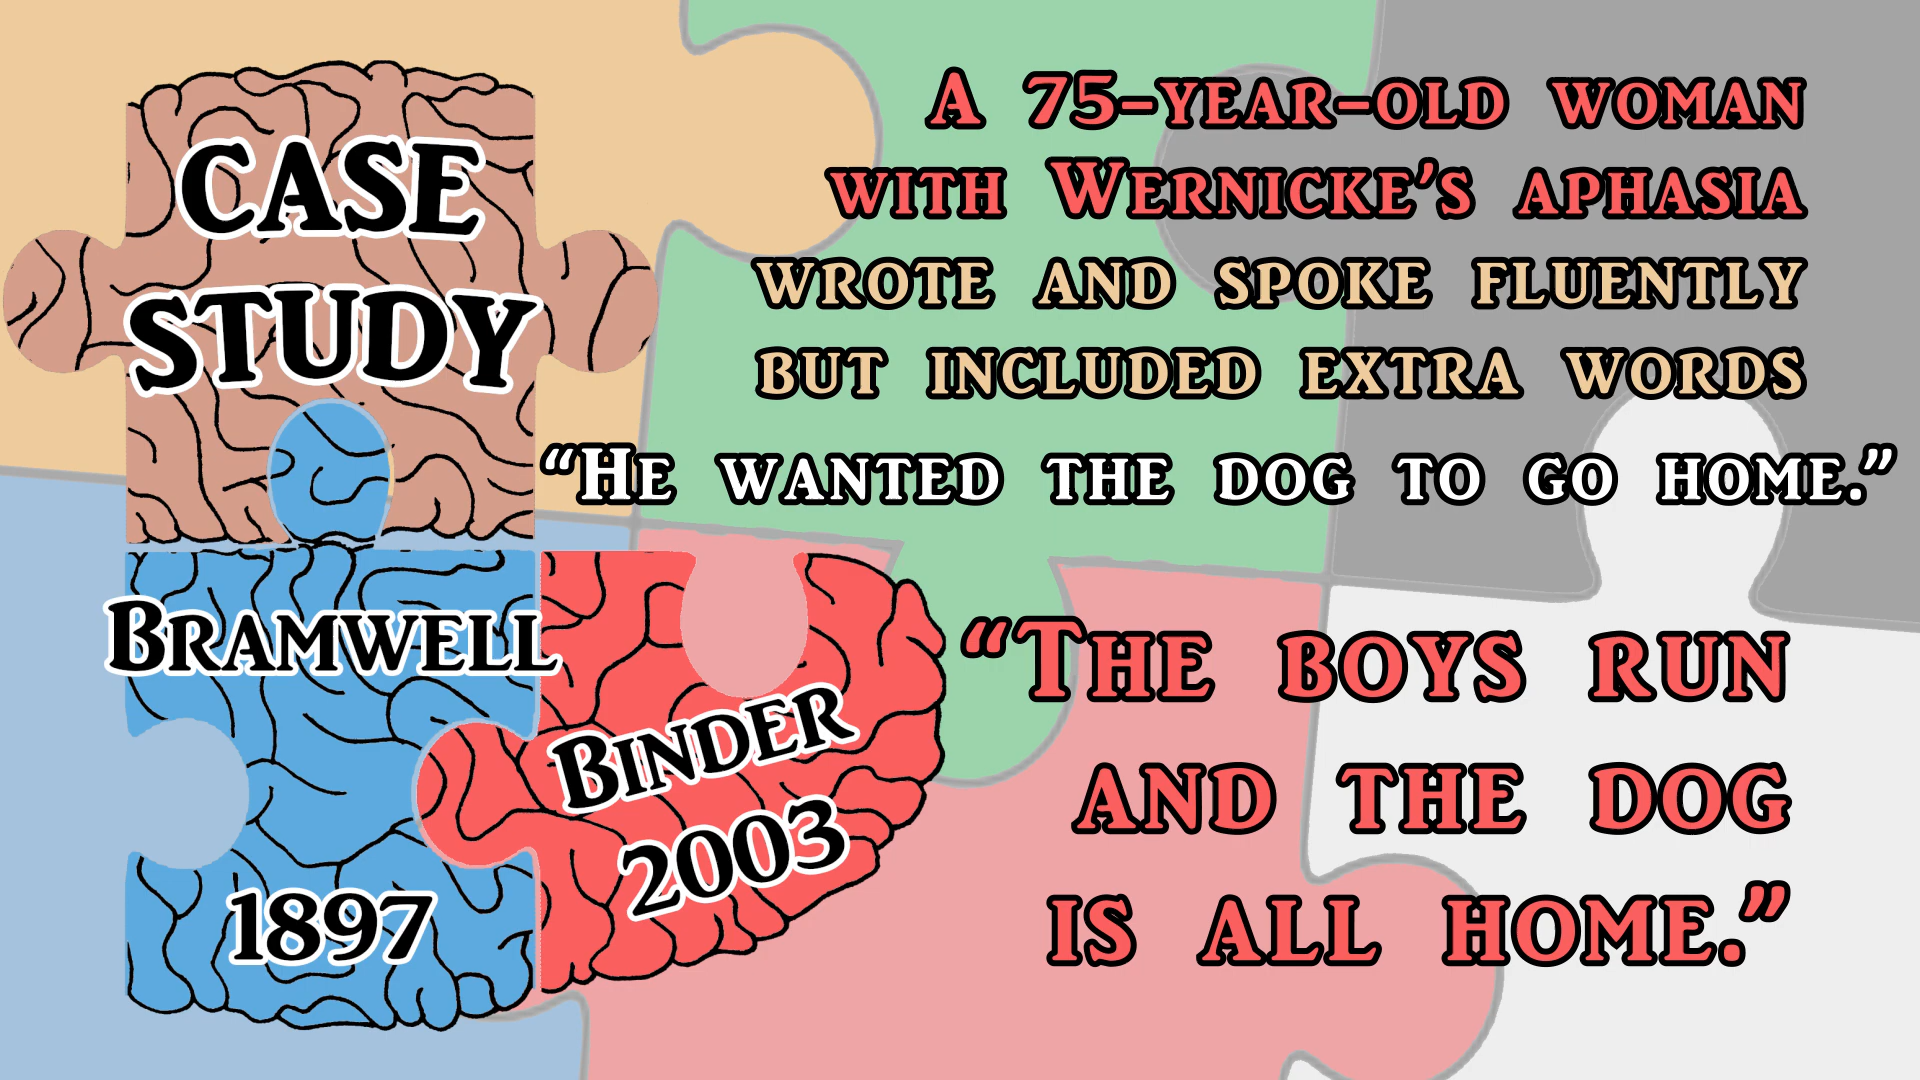 CASE
STUDY
BRAMWELL
1897
BINDER
2003
A 75-YEAR-OLD WOMAN
WITH WERNICKE'S APHASIA
WROTE AND SPOKE FLUENTLY
BUT INCLUDED EXTRA WORDS
“HE WANTED THE DOG TO GO HOME.”
“THE BOYS RUN
AND THE DOG
IS ALL HOME.”